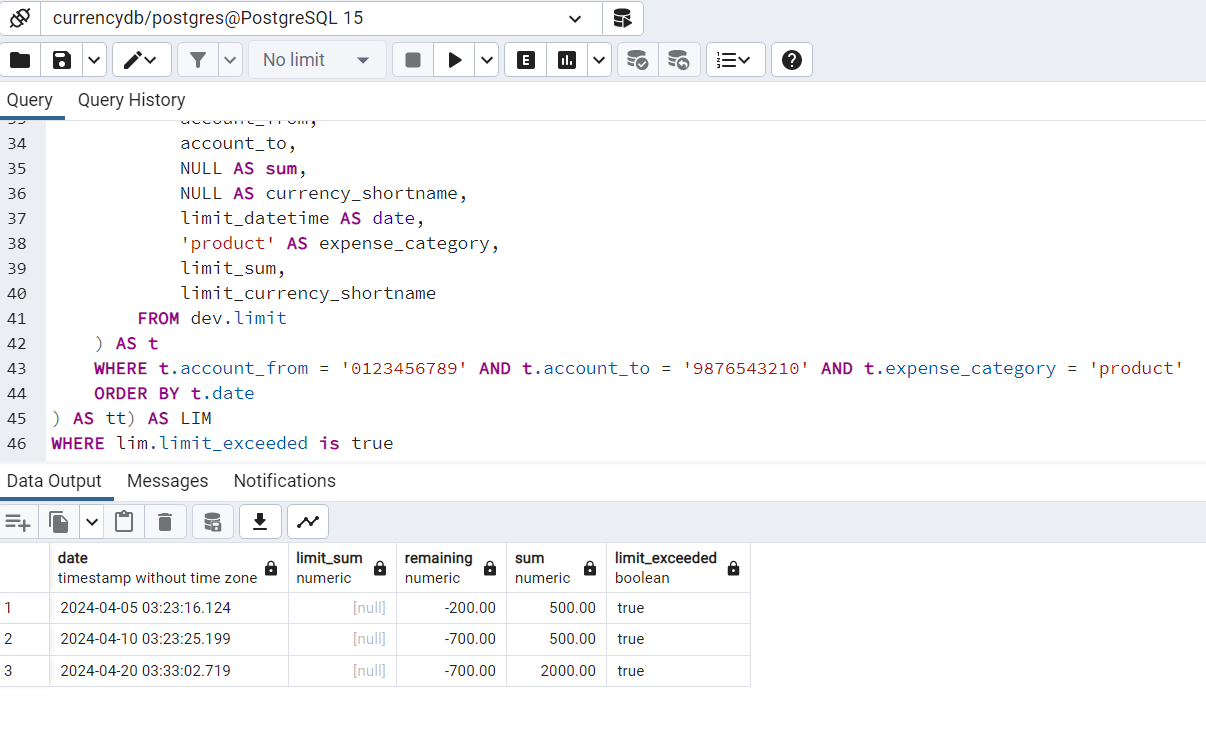 currencydb/postgres@PostgreSQL 15
No limit
E
Query Query History
34 account_to,
35 NULL AS sum,
36 NULL AS currency_shortname,
37 limit_datetime AS date,
38 'product' AS expense_category,
39 limit_sum,
40 limit_currency_shortname
41 FROM dev.limit
42 ) AS t
43 WHERE t.account_from = '0123456789' AND t.account_to = '9876543210' AND t.expense_category = 'product'
44 ORDER BY t.date
45 ) AS tt) AS LIM
46 WHERE lim.limit_exceeded is true
Data Output Messages Notifications
date limit_sum remaining sum limit_exceeded
timestamp without time zone numeric numeric numeric boolean
1 2024-04-05 03:23:16.124 [null] -200.00 500.00 true
2 2024-04-10 03:23:25.199 [null] -700.00 500.00 true
3 2024-04-20 03:33:02.719 [null] -700.00 2000.00 true